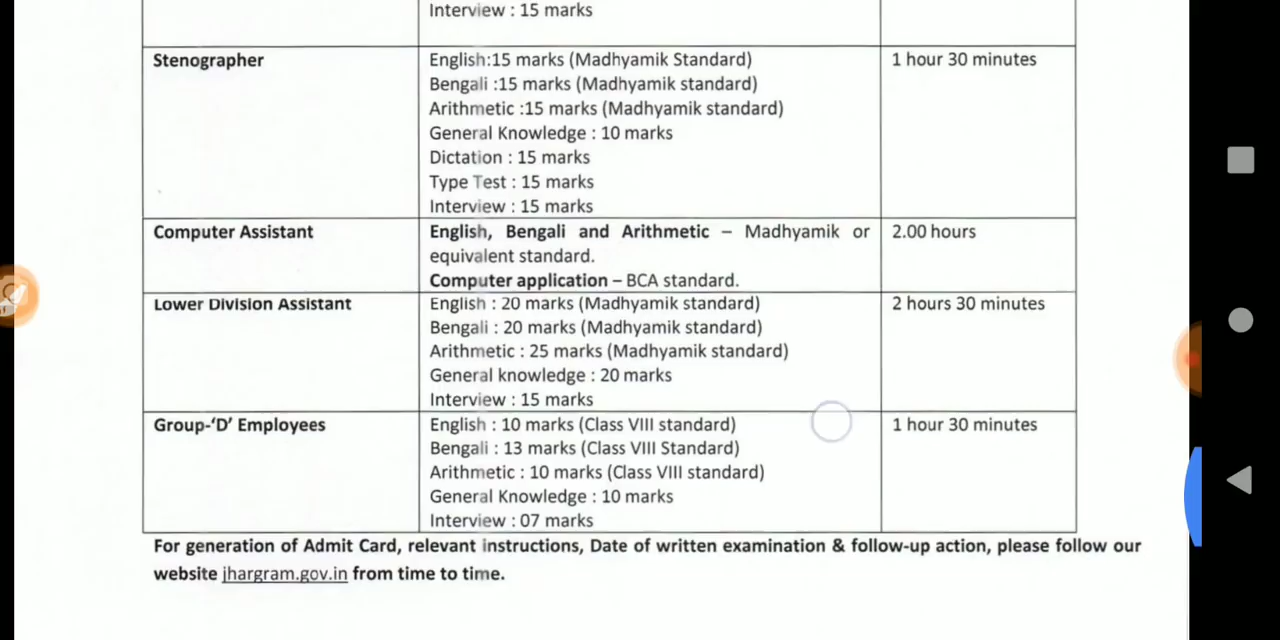 Interview : 15 marks
Stenographer
English:15 marks (Madhyamik Standard)
1 hour 30 minutes
Bengali :15 marks (Madhyamik standard)
Arithmetic :15 marks (Madhyamik standard)
General Knowledge : 10 marks
Dictation : 15 marks
Type Test : 15 marks
Interview : 15 marks
Computer Assistant
English, Bengali and Arithmetic – Madhyamik or
2.00 hours
equivalent standard.
Computer application – BCA standard.
Lower Division Assistant
English : 20 marks (Madhyamik standard)
2 hours 30 minutes
Bengali : 20 marks (Madhyamik standard)
Arithmetic : 25 marks (Madhyamik standard)
General knowledge : 20 marks
Interview : 15 marks
Group-'D' Employees
English : 10 marks (Class VIII standard)
1 hour 30 minutes
Bengali : 13 marks (Class VIII Standard)
Arithmetic : 10 marks (Class VIII standard)
General Knowledge : 10 marks
Interview : 07 marks
For generation of Admit Card, relevant instructions, Date of written examination & follow-up action, please follow our
website jhargram.gov.in from time to time.